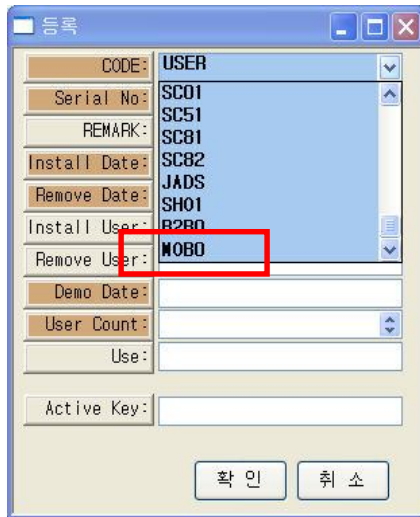 등록
CODE: USER
Serial No: SC01
SC51
REMARK: SC81
Install Date: SC82
JADS
Remove Date: SH01
Install User: B2BO
Remove User: MOBO
Demo Date:
User Count:
Use:
Active Key:
확 인 취 소